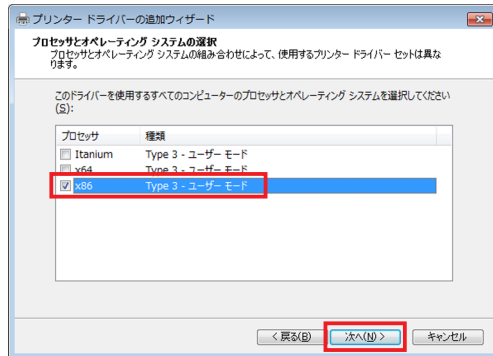 プリンター ドライバーの追加ウィザード
プロセッサとオペレーティング システムの選択
プロセッサとオペレーティング システムの組み合わせによって、使用するプリンター ドライバー セットは異な
ります。
このドライバーを使用するすべてのコンピューターのプロセッサとオペレーティング システムを選択してください
(S):
プロセッサ 種類
Itanium Type 3 - ユーザー モード
x64 Type 3 - ユーザー モード
x86 Type 3 - ユーザー モード
< 戻る(B) 次へ(N) > キャンセル